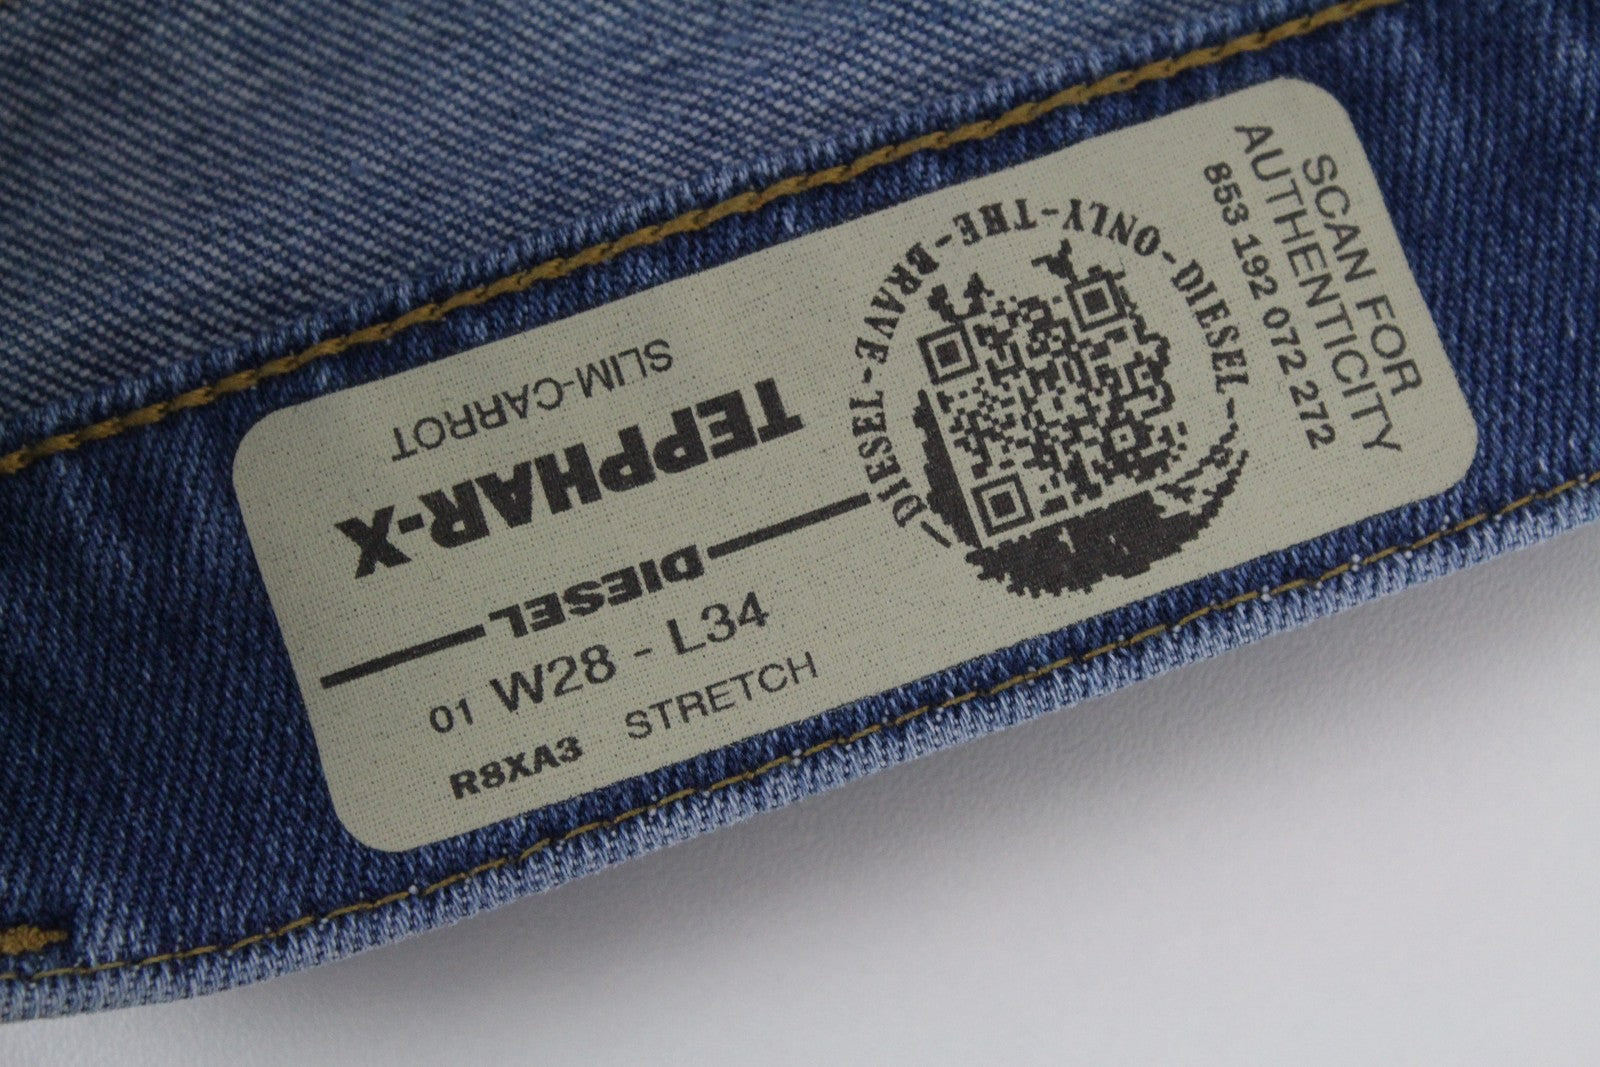 SLIM-CARROT
TEPPHAR-X
DIESEL
01 W28 - L34
R8XA3 STRETCH
DIESEL-ONLY-THE-BRAVE-DIESEL
SCAN FOR
AUTHENTICITY
853 192 072 272